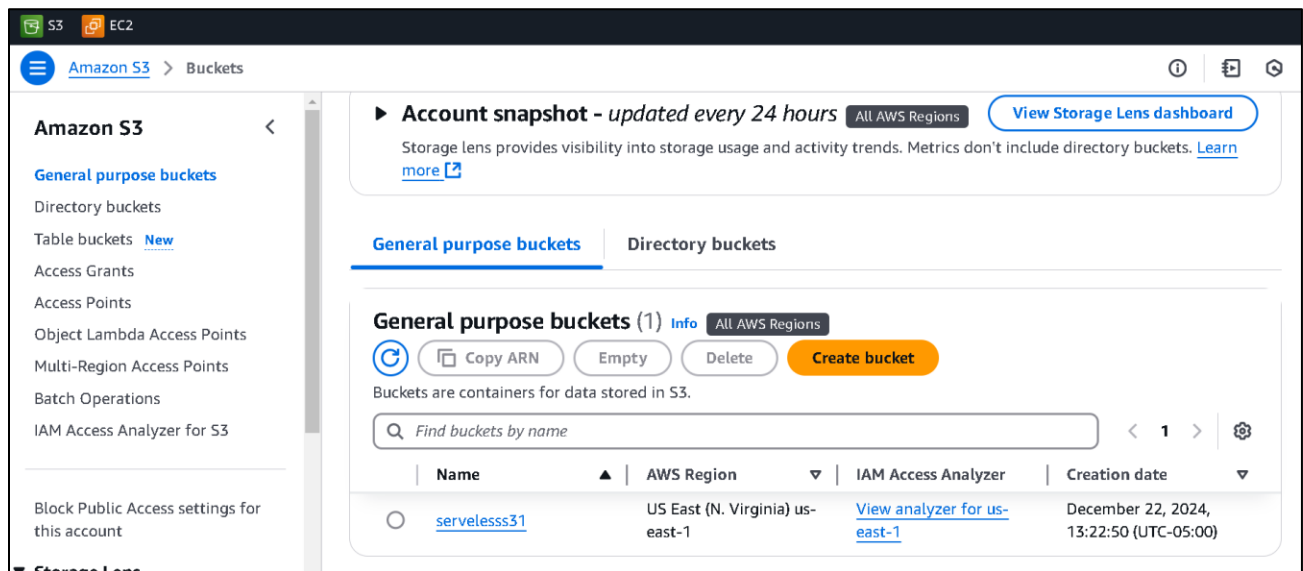 S3 EC2
Amazon S3 > Buckets
Amazon S3
General purpose buckets
Directory buckets
Table buckets New
Access Grants
Access Points
Object Lambda Access Points
Multi-Region Access Points
Batch Operations
IAM Access Analyzer for S3
Block Public Access settings for
this account
Storage Lens
Account snapshot - updated every 24 hours All AWS Regions View Storage Lens dashboard
Storage lens provides visibility into storage usage and activity trends. Metrics don't include directory buckets. Learn
more
General purpose buckets Directory buckets
General purpose buckets (1) Info All AWS Regions
Copy ARN Empty Delete Create bucket
Buckets are containers for data stored in S3.
Find buckets by name < 1 >
Name AWS Region IAM Access Analyzer Creation date
servelesss31 US East (N. Virginia) us- View analyzer for us- December 22, 2024,
east-1 east-1 13:22:50 (UTC-05:00)